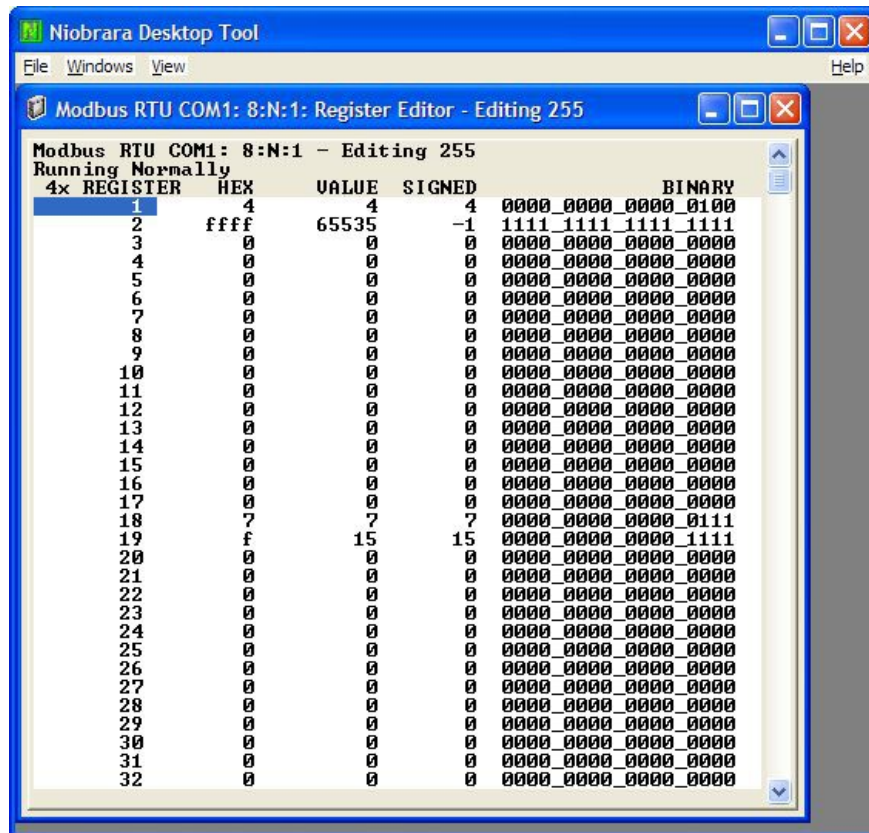 Niobrara Desktop Tool
File Windows View Help
Modbus RTU COM1: 8:N:1: Register Editor - Editing 255
Modbus RTU COM1: 8:N:1 - Editing 255
Running Normally
4x REGISTER HEX VALUE SIGNED BINARY
1 4 4 4 0000_0000_0000_0100
2 ffff 65535 -1 1111_1111_1111_1111
3 0 0 0 0000_0000_0000_0000
4 0 0 0 0000_0000_0000_0000
5 0 0 0 0000_0000_0000_0000
6 0 0 0 0000_0000_0000_0000
7 0 0 0 0000_0000_0000_0000
8 0 0 0 0000_0000_0000_0000
9 0 0 0 0000_0000_0000_0000
10 0 0 0 0000_0000_0000_0000
11 0 0 0 0000_0000_0000_0000
12 0 0 0 0000_0000_0000_0000
13 0 0 0 0000_0000_0000_0000
14 0 0 0 0000_0000_0000_0000
15 0 0 0 0000_0000_0000_0000
16 0 0 0 0000_0000_0000_0000
17 0 0 0 0000_0000_0000_0000
18 7 7 7 0000_0000_0000_0111
19 f 15 15 0000_0000_0000_1111
20 0 0 0 0000_0000_0000_0000
21 0 0 0 0000_0000_0000_0000
22 0 0 0 0000_0000_0000_0000
23 0 0 0 0000_0000_0000_0000
24 0 0 0 0000_0000_0000_0000
25 0 0 0 0000_0000_0000_0000
26 0 0 0 0000_0000_0000_0000
27 0 0 0 0000_0000_0000_0000
28 0 0 0 0000_0000_0000_0000
29 0 0 0 0000_0000_0000_0000
30 0 0 0 0000_0000_0000_0000
31 0 0 0 0000_0000_0000_0000
32 0 0 0 0000_0000_0000_0000